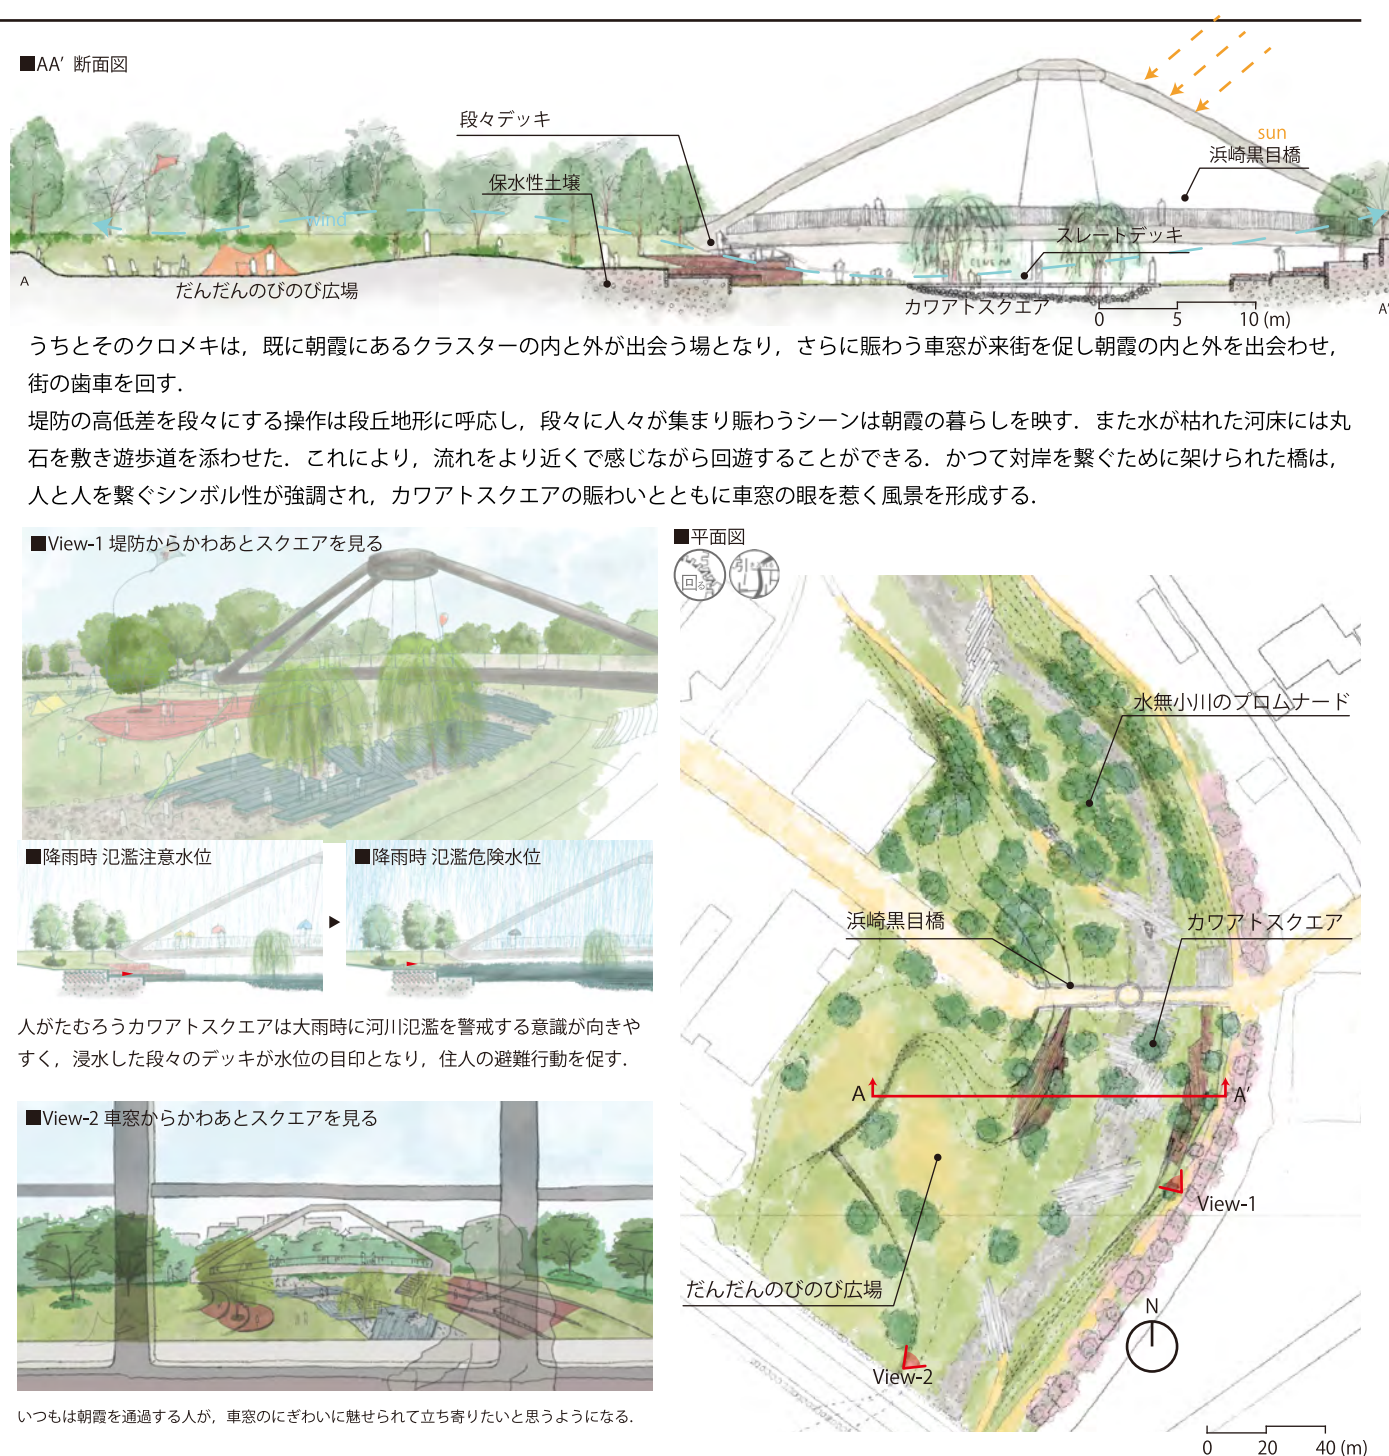 ■AA’ 断面図
段々デッキ
保水性土壌
wind
sun
浜崎黒目橋
スレートデッキ
A
だんだんのびのび広場
カワアトスクエア
0 5 10 (m)
A’
うちとそのクロメキは，既に朝霞にあるクラスターの内と外が出会う場となり，さらに賑わう車窓が来街を促し朝霞の内と外を出会わせ，
街の歯車を回す．
堤防の高低差を段々にする操作は段丘地形に呼応し，段々に人々が集まり賑わうシーンは朝霞の暮らしを映す．また水が枯れた河床には丸
石を敷き遊歩道を添わせた．これにより，流れをより近くで感じながら回遊することができる．かつて対岸を繋ぐために架けられた橋は，
人と人を繋ぐシンボル性が強調され，カワアトスクエアの賑わいとともに車窓の眼を惹く風景を形成する．
■View-1 堤防からかわあとスクエアを見る
■降雨時 氾濫注意水位
■降雨時 氾濫危険水位
人がたむろうカワアトスクエアは大雨時に河川氾濫を警戒する意識が向きや
すく，浸水した段々のデッキが水位の目印となり，住人の避難行動を促す．
■View-2 車窓からかわあとスクエアを見る
いつもは朝霞を通過する人が，車窓のにぎわいに魅せられて立ち寄りたいと思うようになる．
■平面図
回る
引
水無小川のプロムナード
浜崎黒目橋
カワアトスクエア
A
A’
View-1
だんだんのびのび広場
N
View-2
0 20 40 (m)